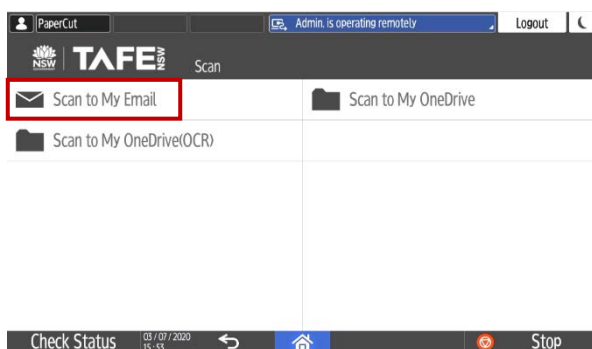 PaperCut
Admin. is operating remotely
Logout
NSW TAFE NSW
Scan
Scan to My Email
Scan to My OneDrive
Scan to My OneDrive(OCR)
Check Status
03/07/2020
15:53
Stop